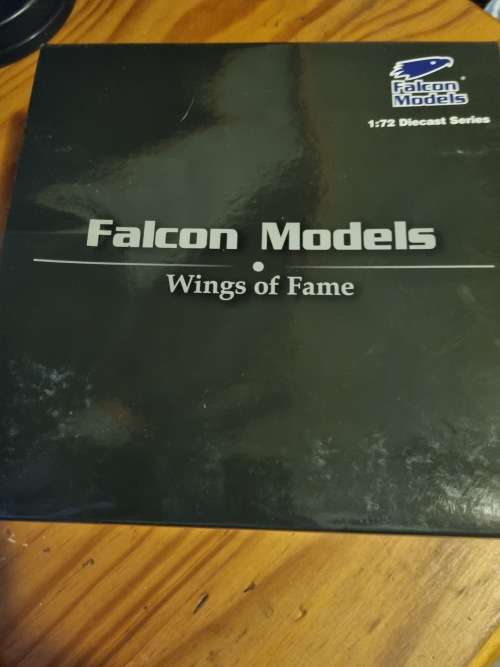 Falcon
Models
1:72 Diecast Series
Falcon Models
Wings of Fame